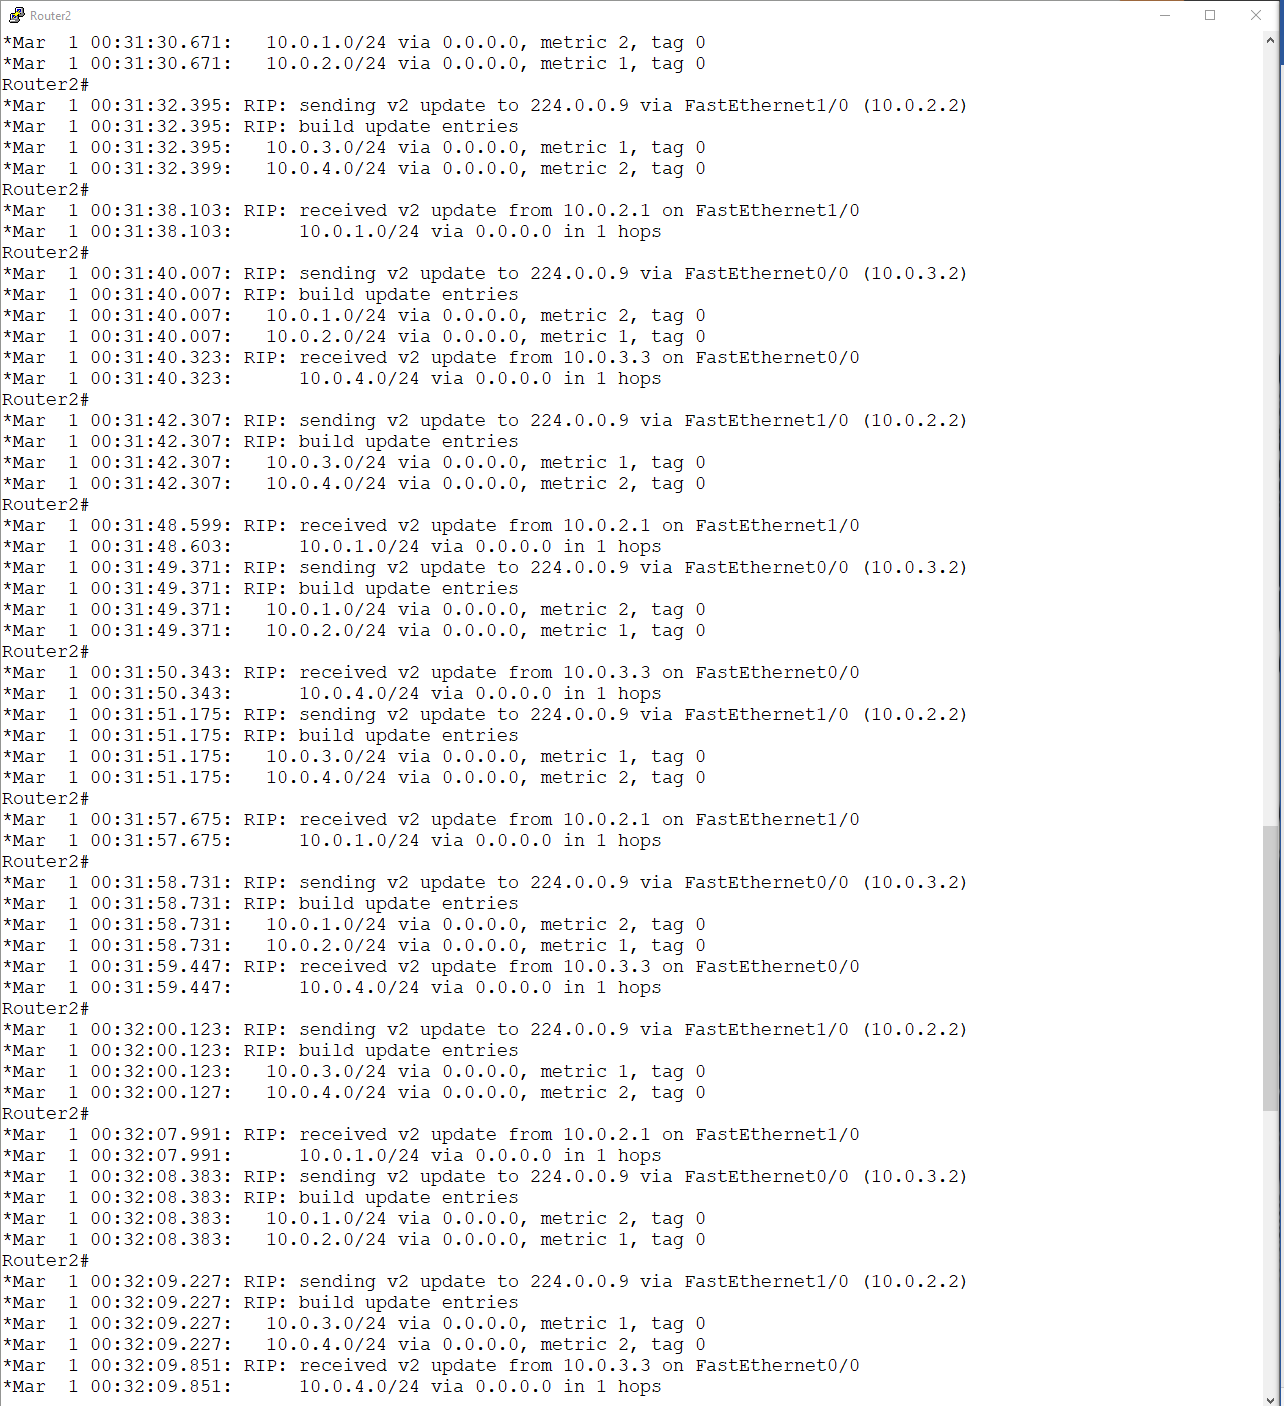 Router2
*Mar  1 00:31:30.671:   10.0.1.0/24 via 0.0.0.0, metric 2, tag 0
*Mar  1 00:31:30.671:   10.0.2.0/24 via 0.0.0.0, metric 1, tag 0
Router2#
*Mar  1 00:31:32.395: RIP: sending v2 update to 224.0.0.9 via FastEthernet1/0 (10.0.2.2)
*Mar  1 00:31:32.395: RIP: build update entries
*Mar  1 00:31:32.395:   10.0.3.0/24 via 0.0.0.0, metric 1, tag 0
*Mar  1 00:31:32.399:   10.0.4.0/24 via 0.0.0.0, metric 2, tag 0
Router2#
*Mar  1 00:31:38.103: RIP: received v2 update from 10.0.2.1 on FastEthernet1/0
*Mar  1 00:31:38.103:      10.0.1.0/24 via 0.0.0.0 in 1 hops
Router2#
*Mar  1 00:31:40.007: RIP: sending v2 update to 224.0.0.9 via FastEthernet0/0 (10.0.3.2)
*Mar  1 00:31:40.007: RIP: build update entries
*Mar  1 00:31:40.007:   10.0.1.0/24 via 0.0.0.0, metric 2, tag 0
*Mar  1 00:31:40.007:   10.0.2.0/24 via 0.0.0.0, metric 1, tag 0
*Mar  1 00:31:40.323: RIP: received v2 update from 10.0.3.3 on FastEthernet0/0
*Mar  1 00:31:40.323:      10.0.4.0/24 via 0.0.0.0 in 1 hops
Router2#
*Mar  1 00:31:42.307: RIP: sending v2 update to 224.0.0.9 via FastEthernet1/0 (10.0.2.2)
*Mar  1 00:31:42.307: RIP: build update entries
*Mar  1 00:31:42.307:   10.0.3.0/24 via 0.0.0.0, metric 1, tag 0
*Mar  1 00:31:42.307:   10.0.4.0/24 via 0.0.0.0, metric 2, tag 0
Router2#
*Mar  1 00:31:48.599: RIP: received v2 update from 10.0.2.1 on FastEthernet1/0
*Mar  1 00:31:48.603:      10.0.1.0/24 via 0.0.0.0 in 1 hops
*Mar  1 00:31:49.371: RIP: sending v2 update to 224.0.0.9 via FastEthernet0/0 (10.0.3.2)
*Mar  1 00:31:49.371: RIP: build update entries
*Mar  1 00:31:49.371:   10.0.1.0/24 via 0.0.0.0, metric 2, tag 0
*Mar  1 00:31:49.371:   10.0.2.0/24 via 0.0.0.0, metric 1, tag 0
Router2#
*Mar  1 00:31:50.343: RIP: received v2 update from 10.0.3.3 on FastEthernet0/0
*Mar  1 00:31:50.343:      10.0.4.0/24 via 0.0.0.0 in 1 hops
*Mar  1 00:31:51.175: RIP: sending v2 update to 224.0.0.9 via FastEthernet1/0 (10.0.2.2)
*Mar  1 00:31:51.175: RIP: build update entries
*Mar  1 00:31:51.175:   10.0.3.0/24 via 0.0.0.0, metric 1, tag 0
*Mar  1 00:31:51.175:   10.0.4.0/24 via 0.0.0.0, metric 2, tag 0
Router2#
*Mar  1 00:31:57.675: RIP: received v2 update from 10.0.2.1 on FastEthernet1/0
*Mar  1 00:31:57.675:      10.0.1.0/24 via 0.0.0.0 in 1 hops
Router2#
*Mar  1 00:31:58.731: RIP: sending v2 update to 224.0.0.9 via FastEthernet0/0 (10.0.3.2)
*Mar  1 00:31:58.731: RIP: build update entries
*Mar  1 00:31:58.731:   10.0.1.0/24 via 0.0.0.0, metric 2, tag 0
*Mar  1 00:31:58.731:   10.0.2.0/24 via 0.0.0.0, metric 1, tag 0
*Mar  1 00:31:59.447: RIP: received v2 update from 10.0.3.3 on FastEthernet0/0
*Mar  1 00:31:59.447:      10.0.4.0/24 via 0.0.0.0 in 1 hops
Router2#
*Mar  1 00:32:00.123: RIP: sending v2 update to 224.0.0.9 via FastEthernet1/0 (10.0.2.2)
*Mar  1 00:32:00.123: RIP: build update entries
*Mar  1 00:32:00.123:   10.0.3.0/24 via 0.0.0.0, metric 1, tag 0
*Mar  1 00:32:00.127:   10.0.4.0/24 via 0.0.0.0, metric 2, tag 0
Router2#
*Mar  1 00:32:07.991: RIP: received v2 update from 10.0.2.1 on FastEthernet1/0
*Mar  1 00:32:07.991:      10.0.1.0/24 via 0.0.0.0 in 1 hops
*Mar  1 00:32:08.383: RIP: sending v2 update to 224.0.0.9 via FastEthernet0/0 (10.0.3.2)
*Mar  1 00:32:08.383: RIP: build update entries
*Mar  1 00:32:08.383:   10.0.1.0/24 via 0.0.0.0, metric 2, tag 0
*Mar  1 00:32:08.383:   10.0.2.0/24 via 0.0.0.0, metric 1, tag 0
Router2#
*Mar  1 00:32:09.227: RIP: sending v2 update to 224.0.0.9 via FastEthernet1/0 (10.0.2.2)
*Mar  1 00:32:09.227: RIP: build update entries
*Mar  1 00:32:09.227:   10.0.3.0/24 via 0.0.0.0, metric 1, tag 0
*Mar  1 00:32:09.227:   10.0.4.0/24 via 0.0.0.0, metric 2, tag 0
*Mar  1 00:32:09.851: RIP: received v2 update from 10.0.3.3 on FastEthernet0/0
*Mar  1 00:32:09.851:      10.0.4.0/24 via 0.0.0.0 in 1 hops